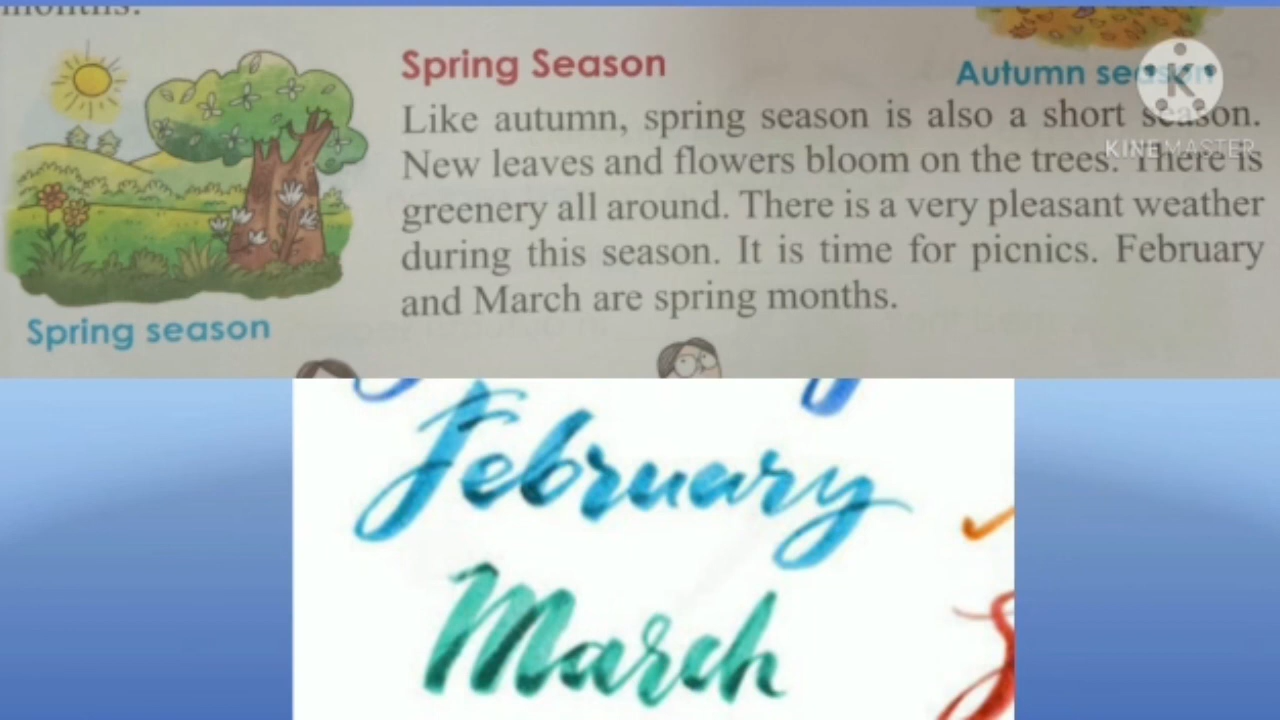 months.
Spring Season
Autumn season
Like autumn, spring season is also a short season.
New leaves and flowers bloom on the trees. There is
greenery all around. There is a very pleasant weather
during this season. It is time for picnics. February
and March are spring months.
Spring season
K
KINEMASTER
February
March